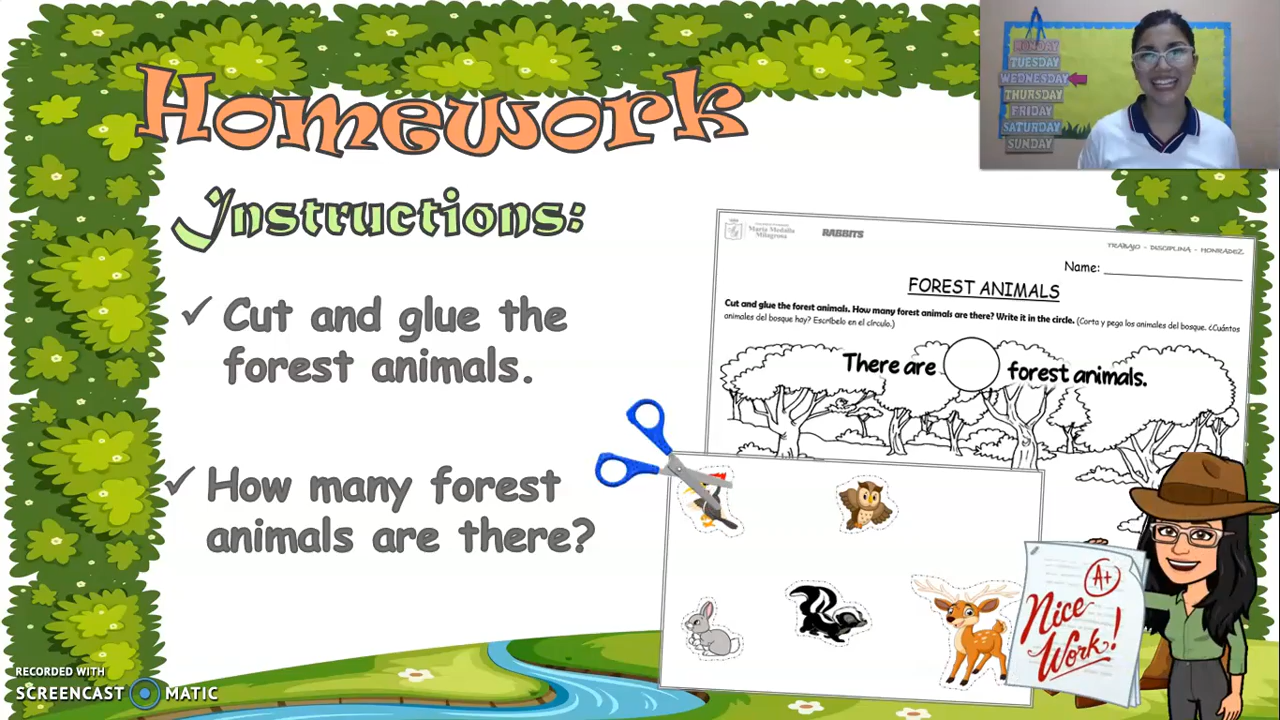 Homework
MONDAY
TUESDAY
WEDNESDAY
THURSDAY
FRIDAY
SATURDAY
SUNDAY
Instructions:
✓ Cut and glue the
forest animals.
✓ How many forest
animals are there?
María Medalla
Milagrosa
RABBITS
TRABAJO - DISCIPLINA - HONRADEZ
Name:
FOREST ANIMALS
Cut and glue the forest animals. How many forest animals are there? Write it in the circle. (Corta y pega los animales del bosque. ¿Cuántos
animales del bosque hay? Escríbelo en el círculo.)
There are forest animals.
A+
Nice
Work!
RECORDED WITH
SCREENCAST MATIC